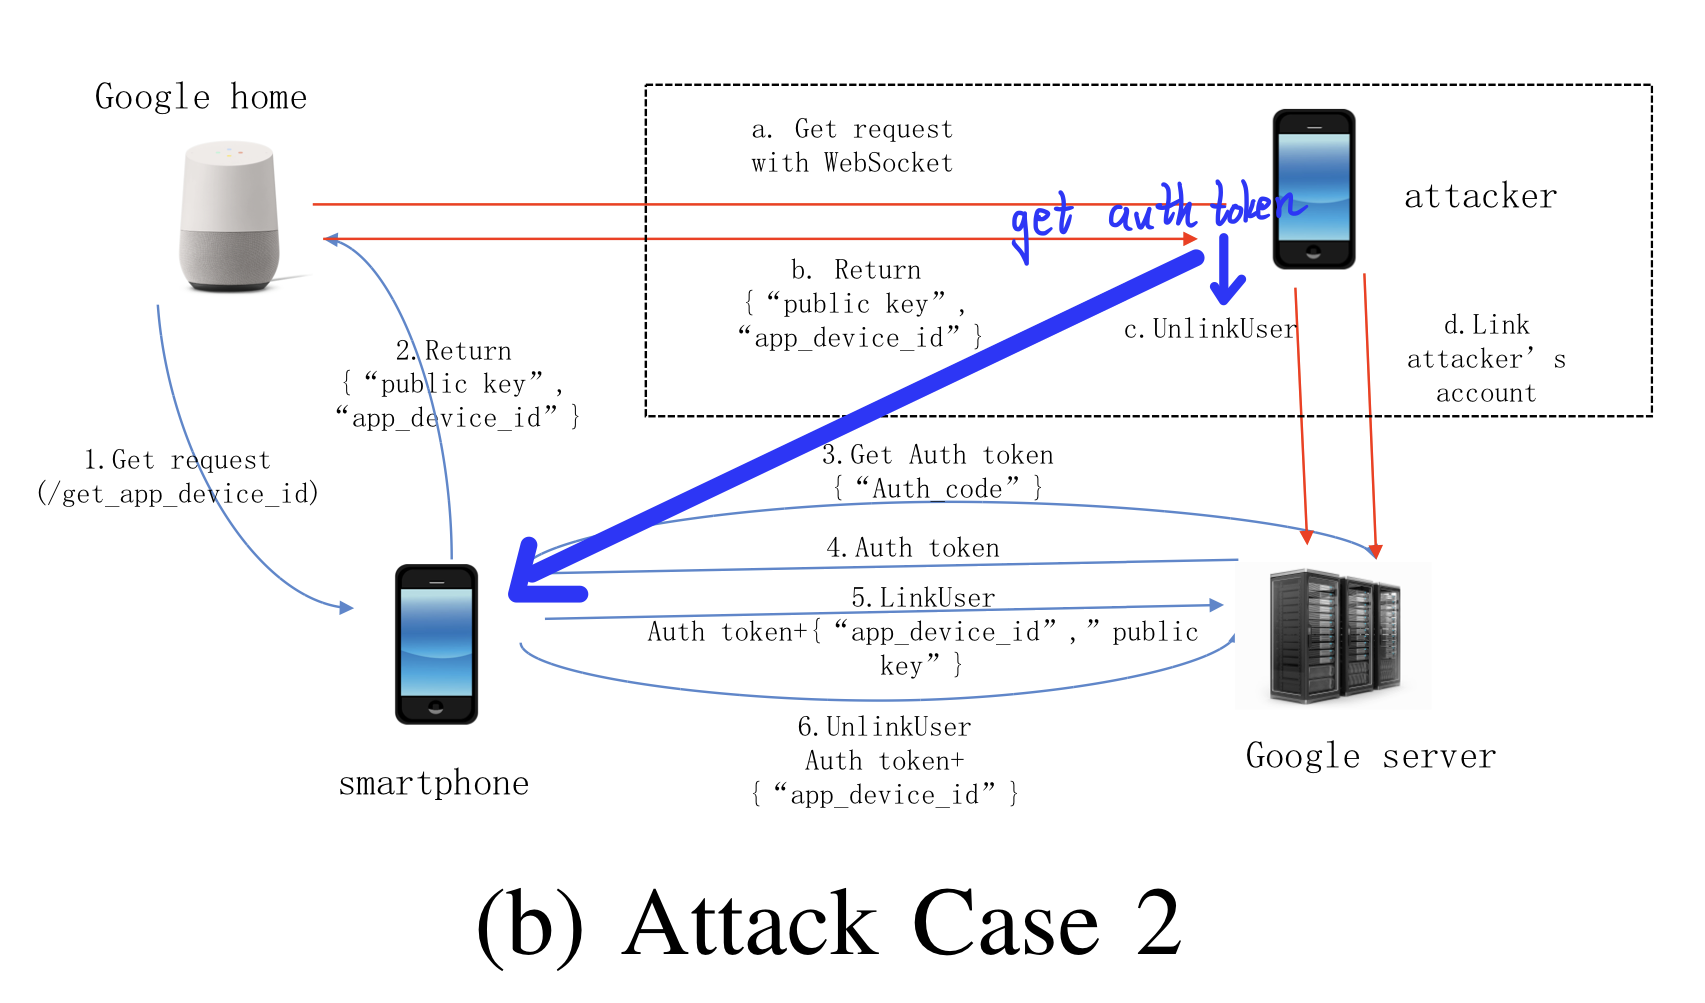 Google home
a. Get request
with WebSocket
attacker
get auth token
b. Return
{“public key”,
“app_device_id”}
c.UnlinkUser
d.Link
attacker’s
account
2.Return
{“public key”,
“app_device_id”}
1.Get request
(/get_app_device_id)
3.Get Auth token
{“Auth_code”}
4.Auth token
5.LinkUser
Auth token+{“app_device_id”,”public
key”}
6.UnlinkUser
Auth token+
{“app_device_id”}
smartphone
Google server
(b) Attack Case 2